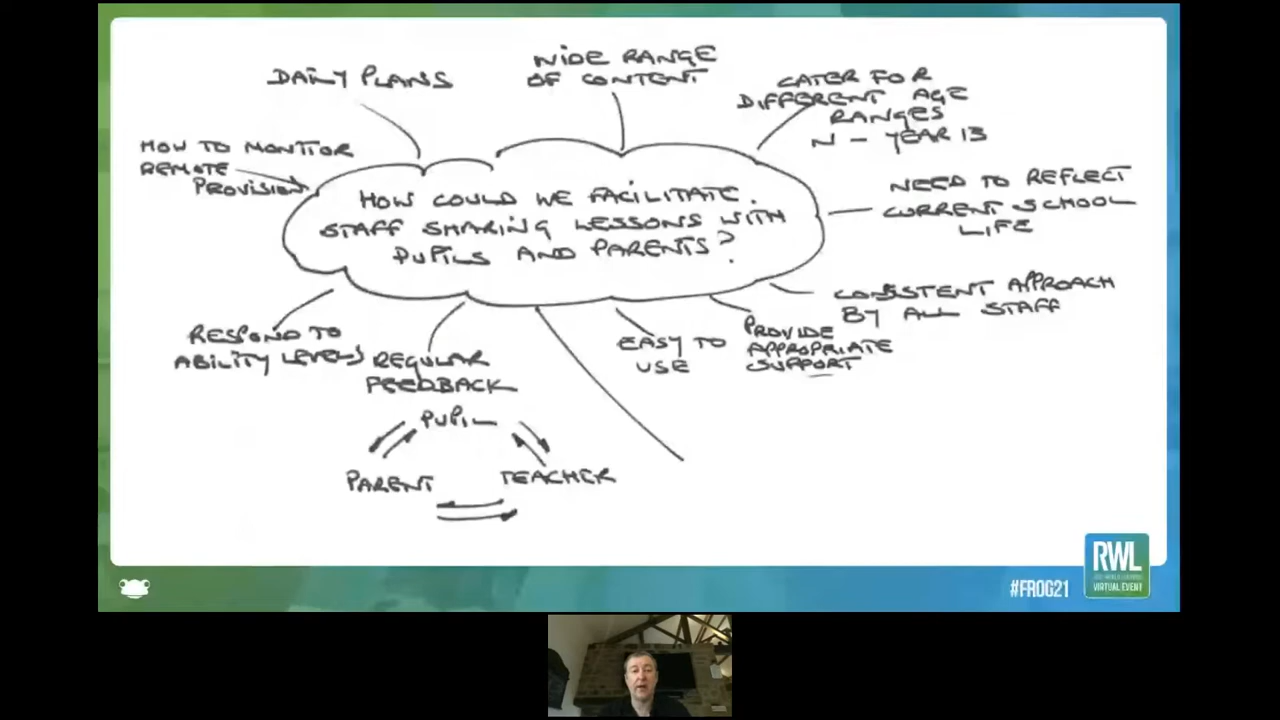 DAILY PLANS
WIDE RANGE
OF CONTENT
CATER FOR
DIFFERENT AGE
RANGES
N - YEAR 13
HOW TO MONITOR
REMOTE
PROVISION
NEED TO REFLECT
CURRENT SCHOOL
LIFE
HOW COULD WE FACILITATE
STAFF SHARING LESSONS WITH
PUPILS AND PARENTS?
CONSISTENT APPROACH
BY ALL STAFF
RESPOND TO
ABILITY LEVELS
REGULAR
FEEDBACK
PUPIL
PARENT
TEACHER
EASY TO
USE
PROVIDE
APPROPRIATE
SUPPORT
#FROG21
RWL
VIRTUAL EVENT